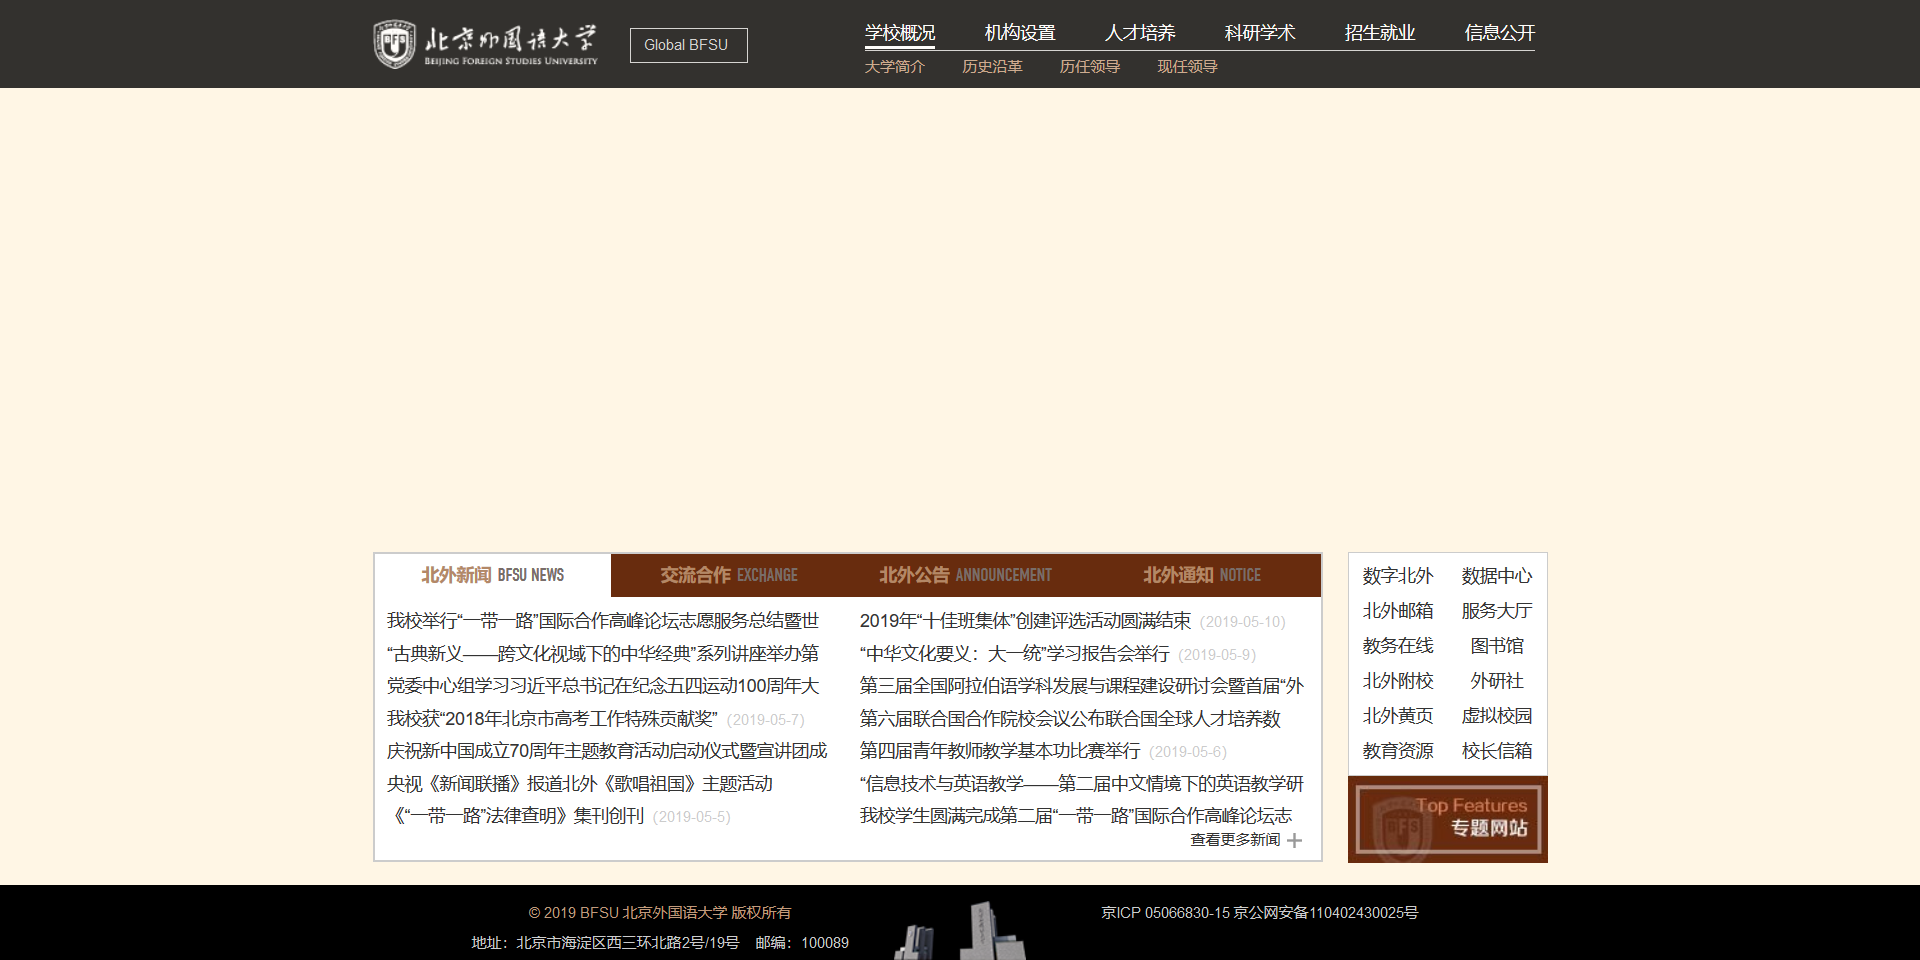 北京外国语大学
BEIJING FOREIGN STUDIES UNIVERSITY
BFS
Global BFSU
学校概况 机构设置 人才培养 科研学术 招生就业 信息公开
大学简介 历史沿革 历任领导 现任领导
北外新闻 BFSU NEWS 交流合作 EXCHANGE 北外公告 ANNOUNCEMENT 北外通知 NOTICE
我校举行“一带一路”国际合作高峰论坛志愿服务总结暨世
“古典新义——跨文化视域下的中华经典”系列讲座举办第
党委中心组学习习近平总书记在纪念五四运动100周年大
我校获“2018年北京市高考工作特殊贡献奖” (2019-05-7)
庆祝新中国成立70周年主题教育活动启动仪式暨宣讲团成
央视《新闻联播》报道北外《歌唱祖国》主题活动
《“一带一路”法律查明》集刊创刊 (2019-05-5)
2019年“十佳班集体”创建评选活动圆满结束 (2019-05-10)
“中华文化要义：大一统”学习报告会举行 (2019-05-9)
第三届全国阿拉伯语学科发展与课程建设研讨会暨首届“外
第六届联合国合作院校会议公布联合国全球人才培养数
第四届青年教师教学基本功比赛举行 (2019-05-6)
“信息技术与英语教学——第二届中文情境下的英语教学研
我校学生圆满完成第二届“一带一路”国际合作高峰论坛志
查看更多新闻
数字北外 数据中心
北外邮箱 服务大厅
教务在线 图书馆
北外附校 外研社
北外黄页 虚拟校园
教育资源 校长信箱
Top Features
专题网站
BFS
© 2019 BFSU 北京外国语大学 版权所有
地址：北京市海淀区西三环北路2号/19号 邮编：100089
京ICP 05066830-15 京公网安备110402430025号